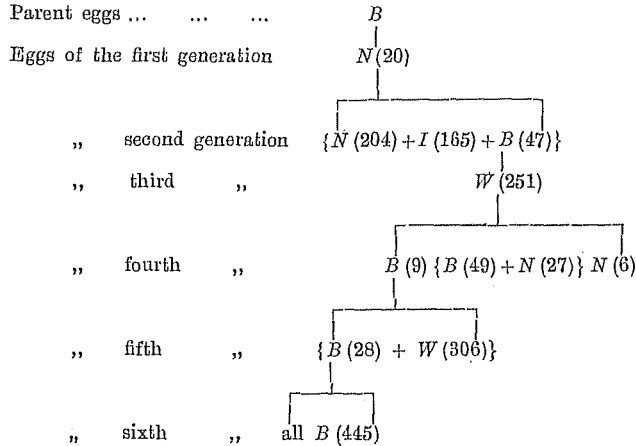 Parent eggs ... ... ... B
Eggs of the first generation N (20)
„ second generation {N (204) + I (165) + B (47)}
„ third „ W (251)
„ fourth „ B (9) {B (49) + N (27)} N (6)
„ fifth „ {B (28) + W (306)}
„ sixth „ all B (445)